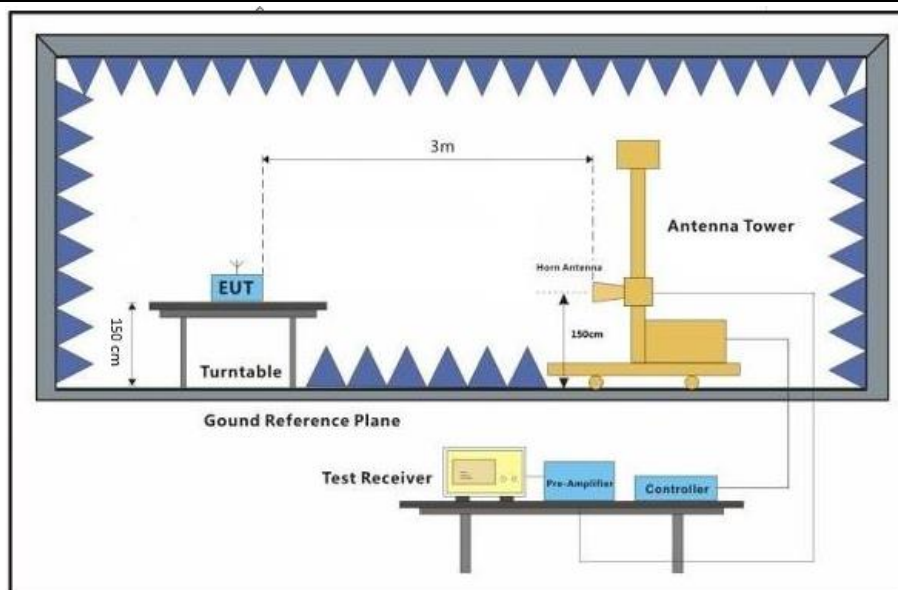 3m
Antenna Tower
Horn Antenna
EUT
150 cm
150cm
Turntable
Gound Reference Plane
Test Receiver
Pre-Amplifier
Controller